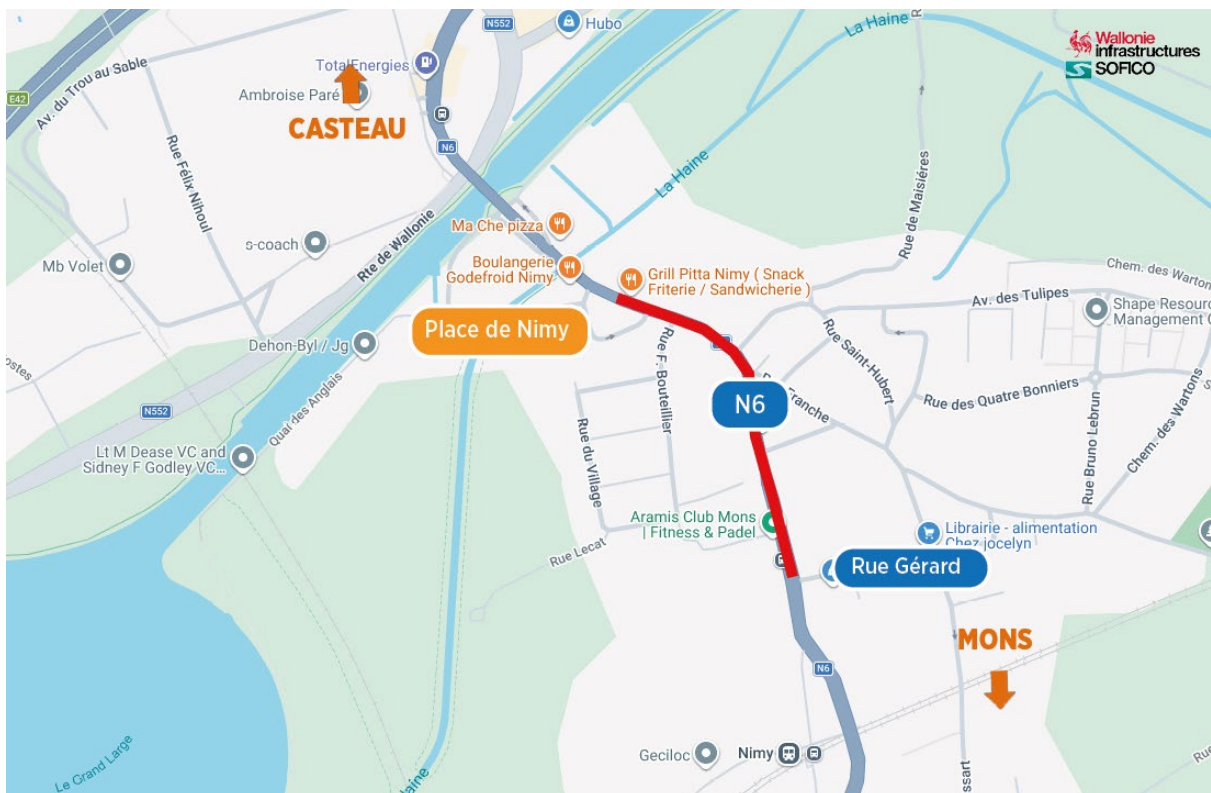 N552
Hubo
La Haine
Wallonie
infrastructures
SOFICO
TotalEnergies
Ambroise Paré
CASTEAU
E42
Av. du Trou au Sable
Rue Félix Nihoul
N6
La Haine
Rue de Maisières
Ma Che pizza
s-coach
Rte de Wallonie
Mb Volet
Boulangerie
Godefroid Nimy
Grill Pitta Nimy ( Snack
Friterie / Sandwicherie )
Chem. des Warton
Av. des Tulipes
Shape Resourc
Management C
Place de Nimy
Dehon-Byl / Jg
Rue F. Bouteillier
Rue Saint-Hubert
N6
Franche
Rue des Quatre Bonniers
N552
Quai des Anglais
Rue du Village
Rue Bruno Lebrun
Chem. des Wartons
Lt M Dease VC and
Sidney F Godley VC...
Aramis Club Mons
| Fitness & Padel
Librairie - alimentation
Chez jocelyn
Rue Lecat
Rue Gérard
MONS
N6
Geciloc
Nimy
Le Grand Large
Haine
ssart